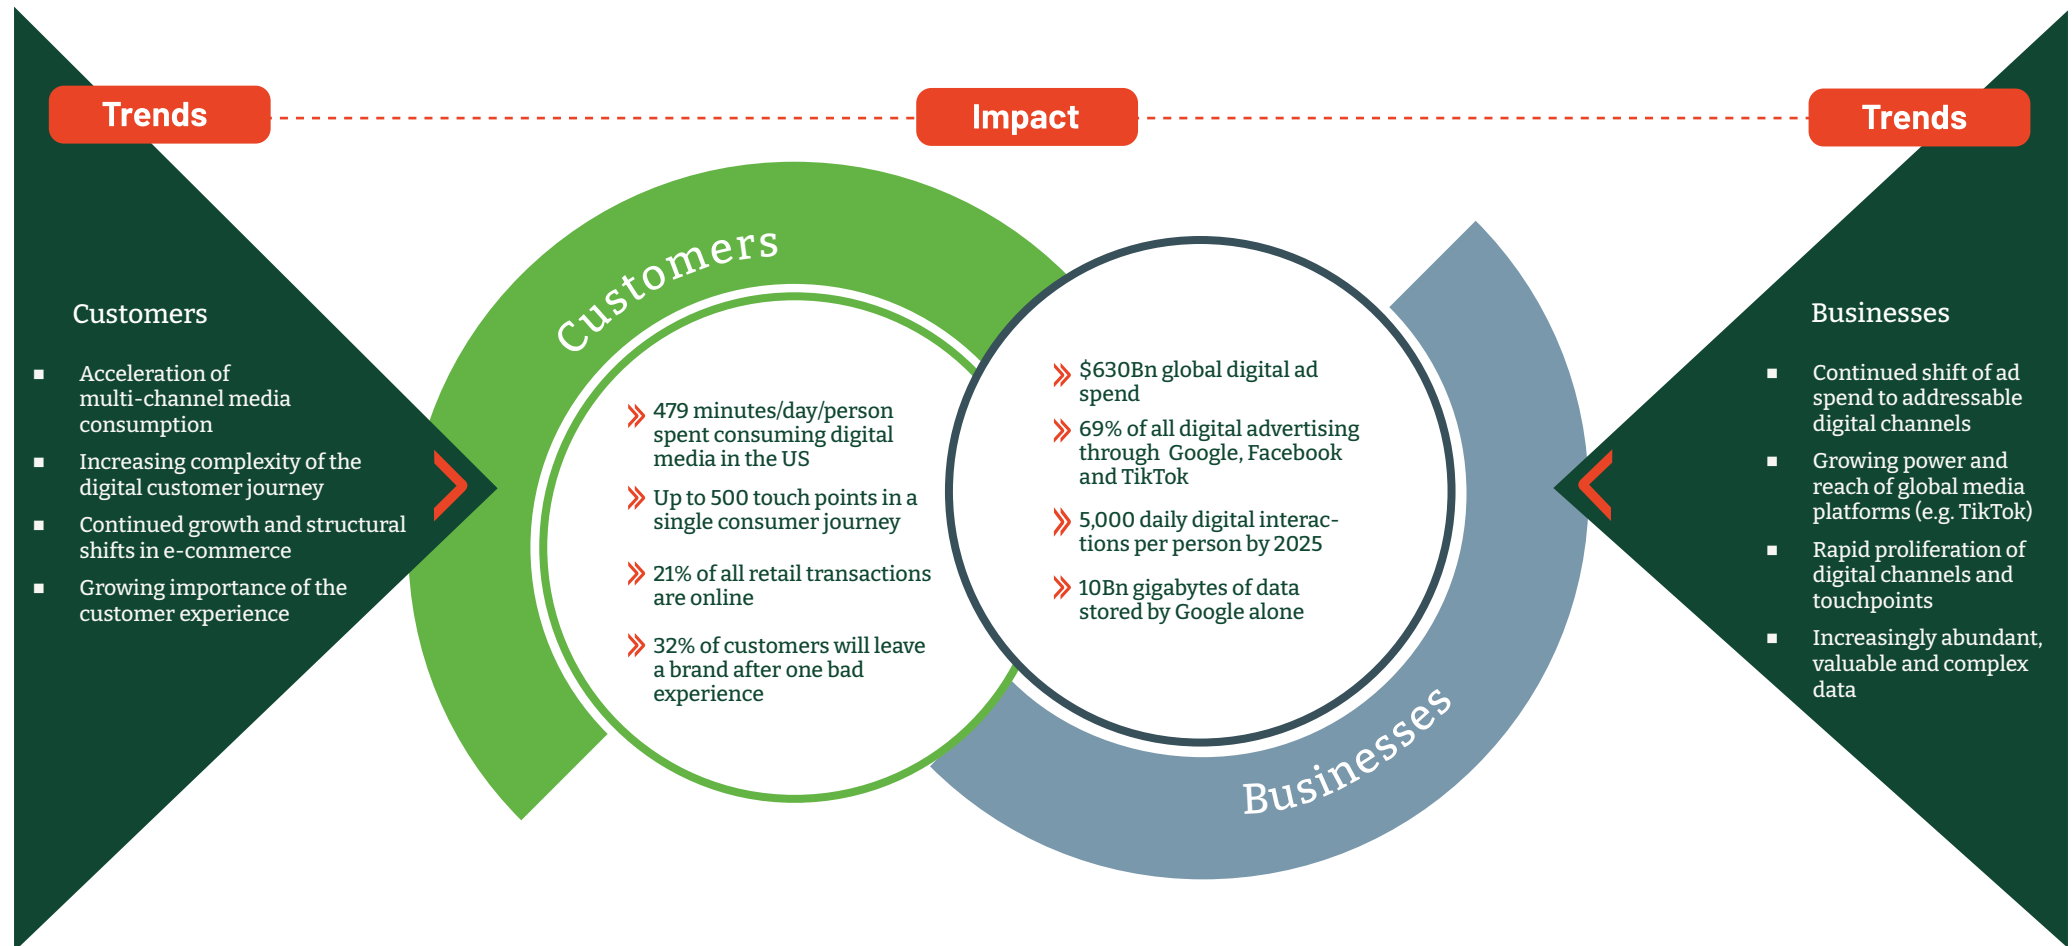 Trends
Impact
Trends
Customers
■ Acceleration of
multi-channel media
consumption
■ Increasing complexity of the
digital customer journey
■ Continued growth and structural
shifts in e-commerce
■ Growing importance of the
customer experience
Customers
479 minutes/day/person
spent consuming digital
media in the US
Up to 500 touch points in a
single consumer journey
21% of all retail transactions
are online
32% of customers will leave
a brand after one bad
experience
$630Bn global digital ad
spend
69% of all digital advertising
through Google, Facebook
and TikTok
5,000 daily digital interac-
tions per person by 2025
10Bn gigabytes of data
stored by Google alone
Businesses
Businesses
■ Continued shift of ad
spend to addressable
digital channels
■ Growing power and
reach of global media
platforms (e.g. TikTok)
■ Rapid proliferation of
digital channels and
touchpoints
■ Increasingly abundant,
valuable and complex
data